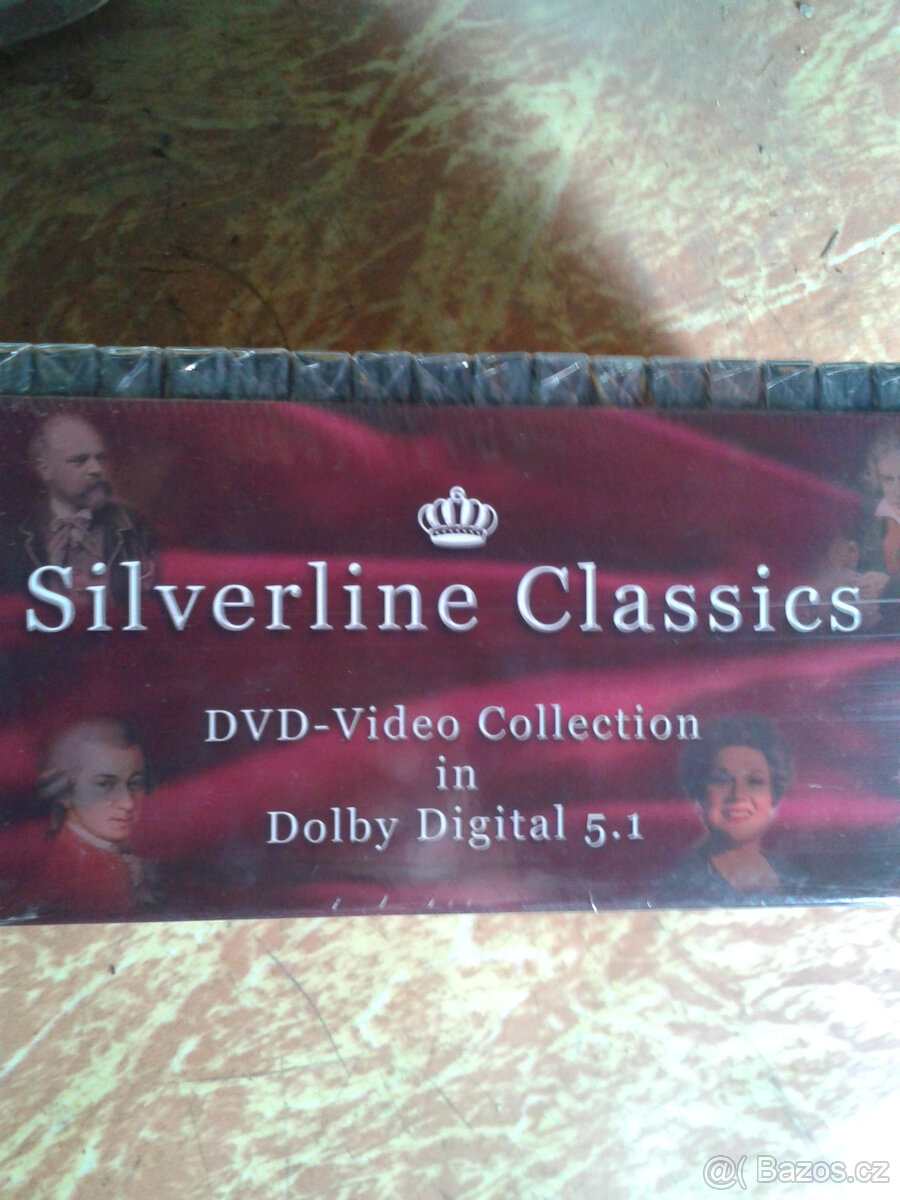 Silverline Classics
DVD-Video Collection
in
Dolby Digital 5.1
@( Bazos.cz